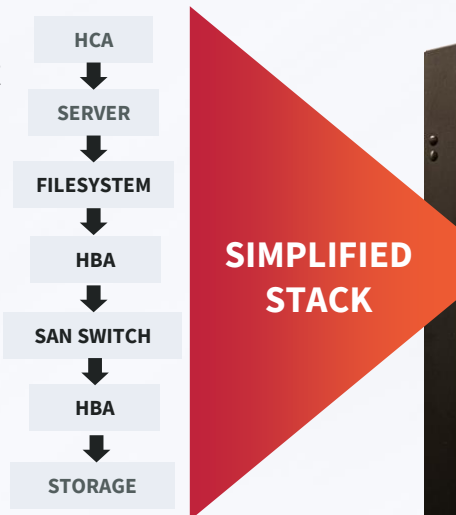 HCA
SERVER
FILESYSTEM
HBA
SAN SWITCH
HBA
STORAGE
SIMPLIFIED
STACK